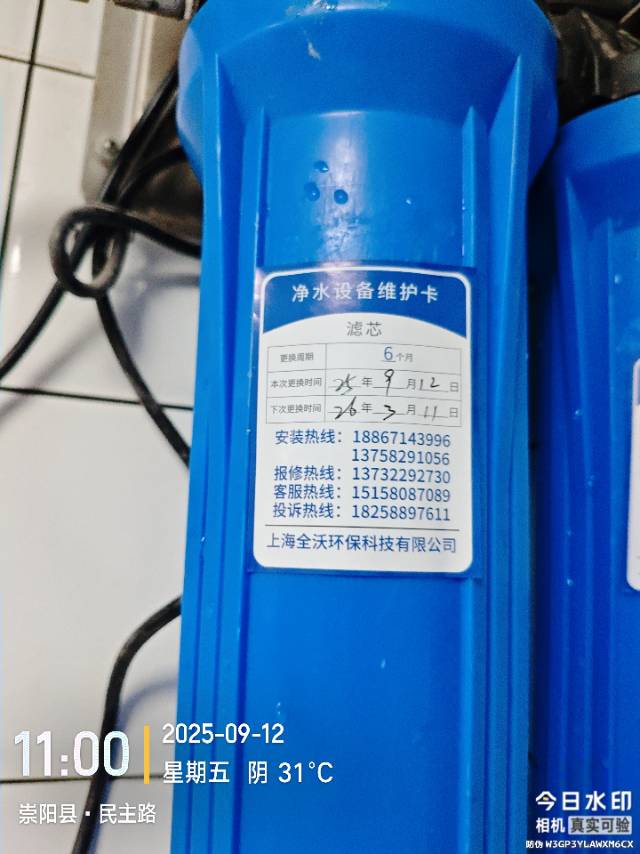 净水设备维护卡
滤芯
更换周期 6个月
本次更换时间 25年9月12日
下次更换时间 26年3月11日
安装热线：18867143996
13758291056
报修热线：13732292730
客服热线：15158087089
投诉热线：18258897611
上海全沃环保科技有限公司
11:00
2025-09-12
星期五 阴 31℃
崇阳县·民主路
今日水印
相机真实可验
防伪 W3GP3YLAWXM6CX